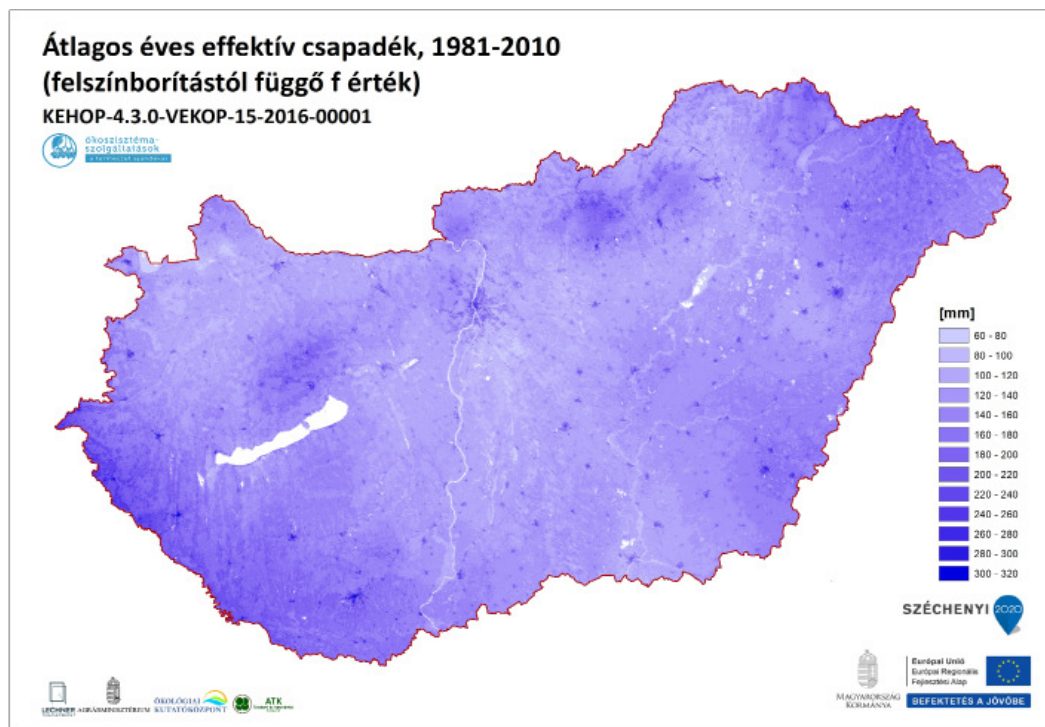 Átlagos éves effektív csapadék, 1981-2010
(felszínborítástól függő f érték)
KEHOP-4.3.0-VEKOP-15-2016-00001
ökoszisztéma-
szolgáltatások
a természet ajándékai
[mm]
60 - 80
80 - 100
100 - 120
120 - 140
140 - 160
160 - 180
180 - 200
200 - 220
220 - 240
240 - 260
260 - 280
280 - 300
300 - 320
SZÉCHENYI 2020
Európai Unió
Európai Regionális
Fejlesztési Alap
MAGYARORSZÁG
KORMÁNYA
BEFEKTETÉS A JÖVŐBE
LECHNER
AGRÁRMINISZTÉRIUM
ÖKOLÓGIAI
KUTATÓKÖZPONT
ATK